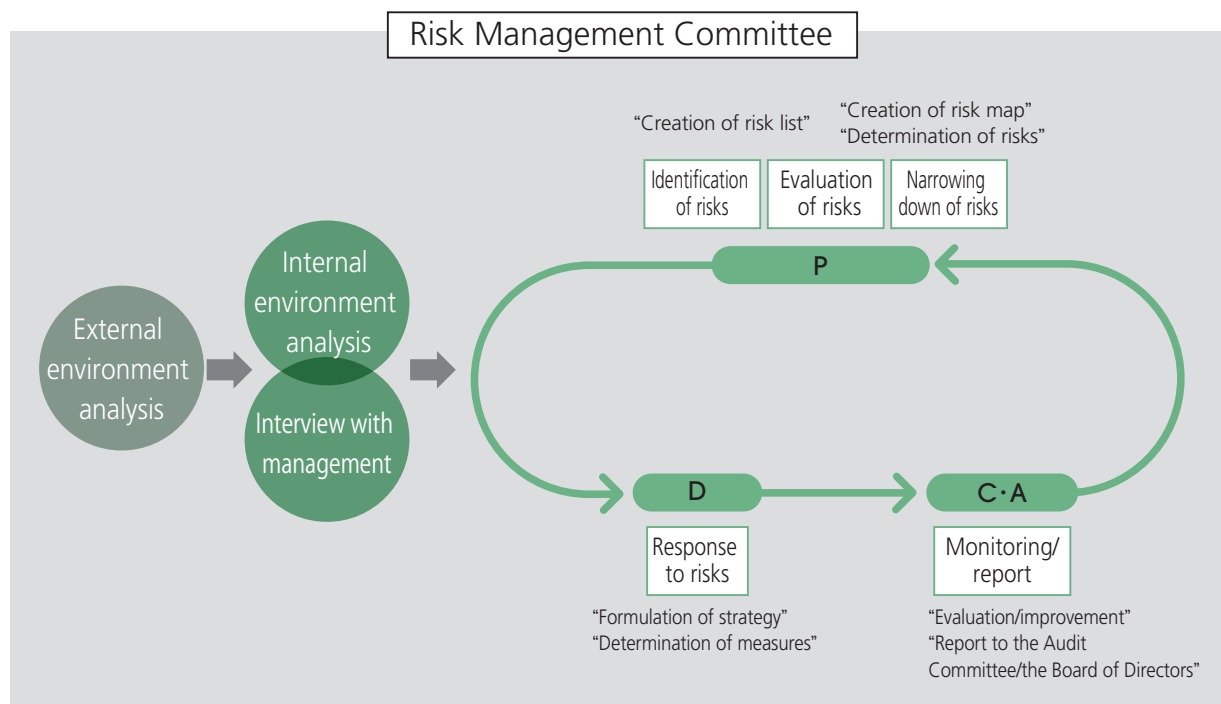 Risk Management Committee
“Creation of risk list”
“Creation of risk map”
“Determination of risks”
Identification
of risks
Evaluation
of risks
Narrowing
down of risks
P
External
environment
analysis
Internal
environment
analysis
Interview with
management
D
Response
to risks
“Formulation of strategy”
“Determination of measures”
C·A
Monitoring/
report
“Evaluation/improvement”
“Report to the Audit
Committee/the Board of Directors”